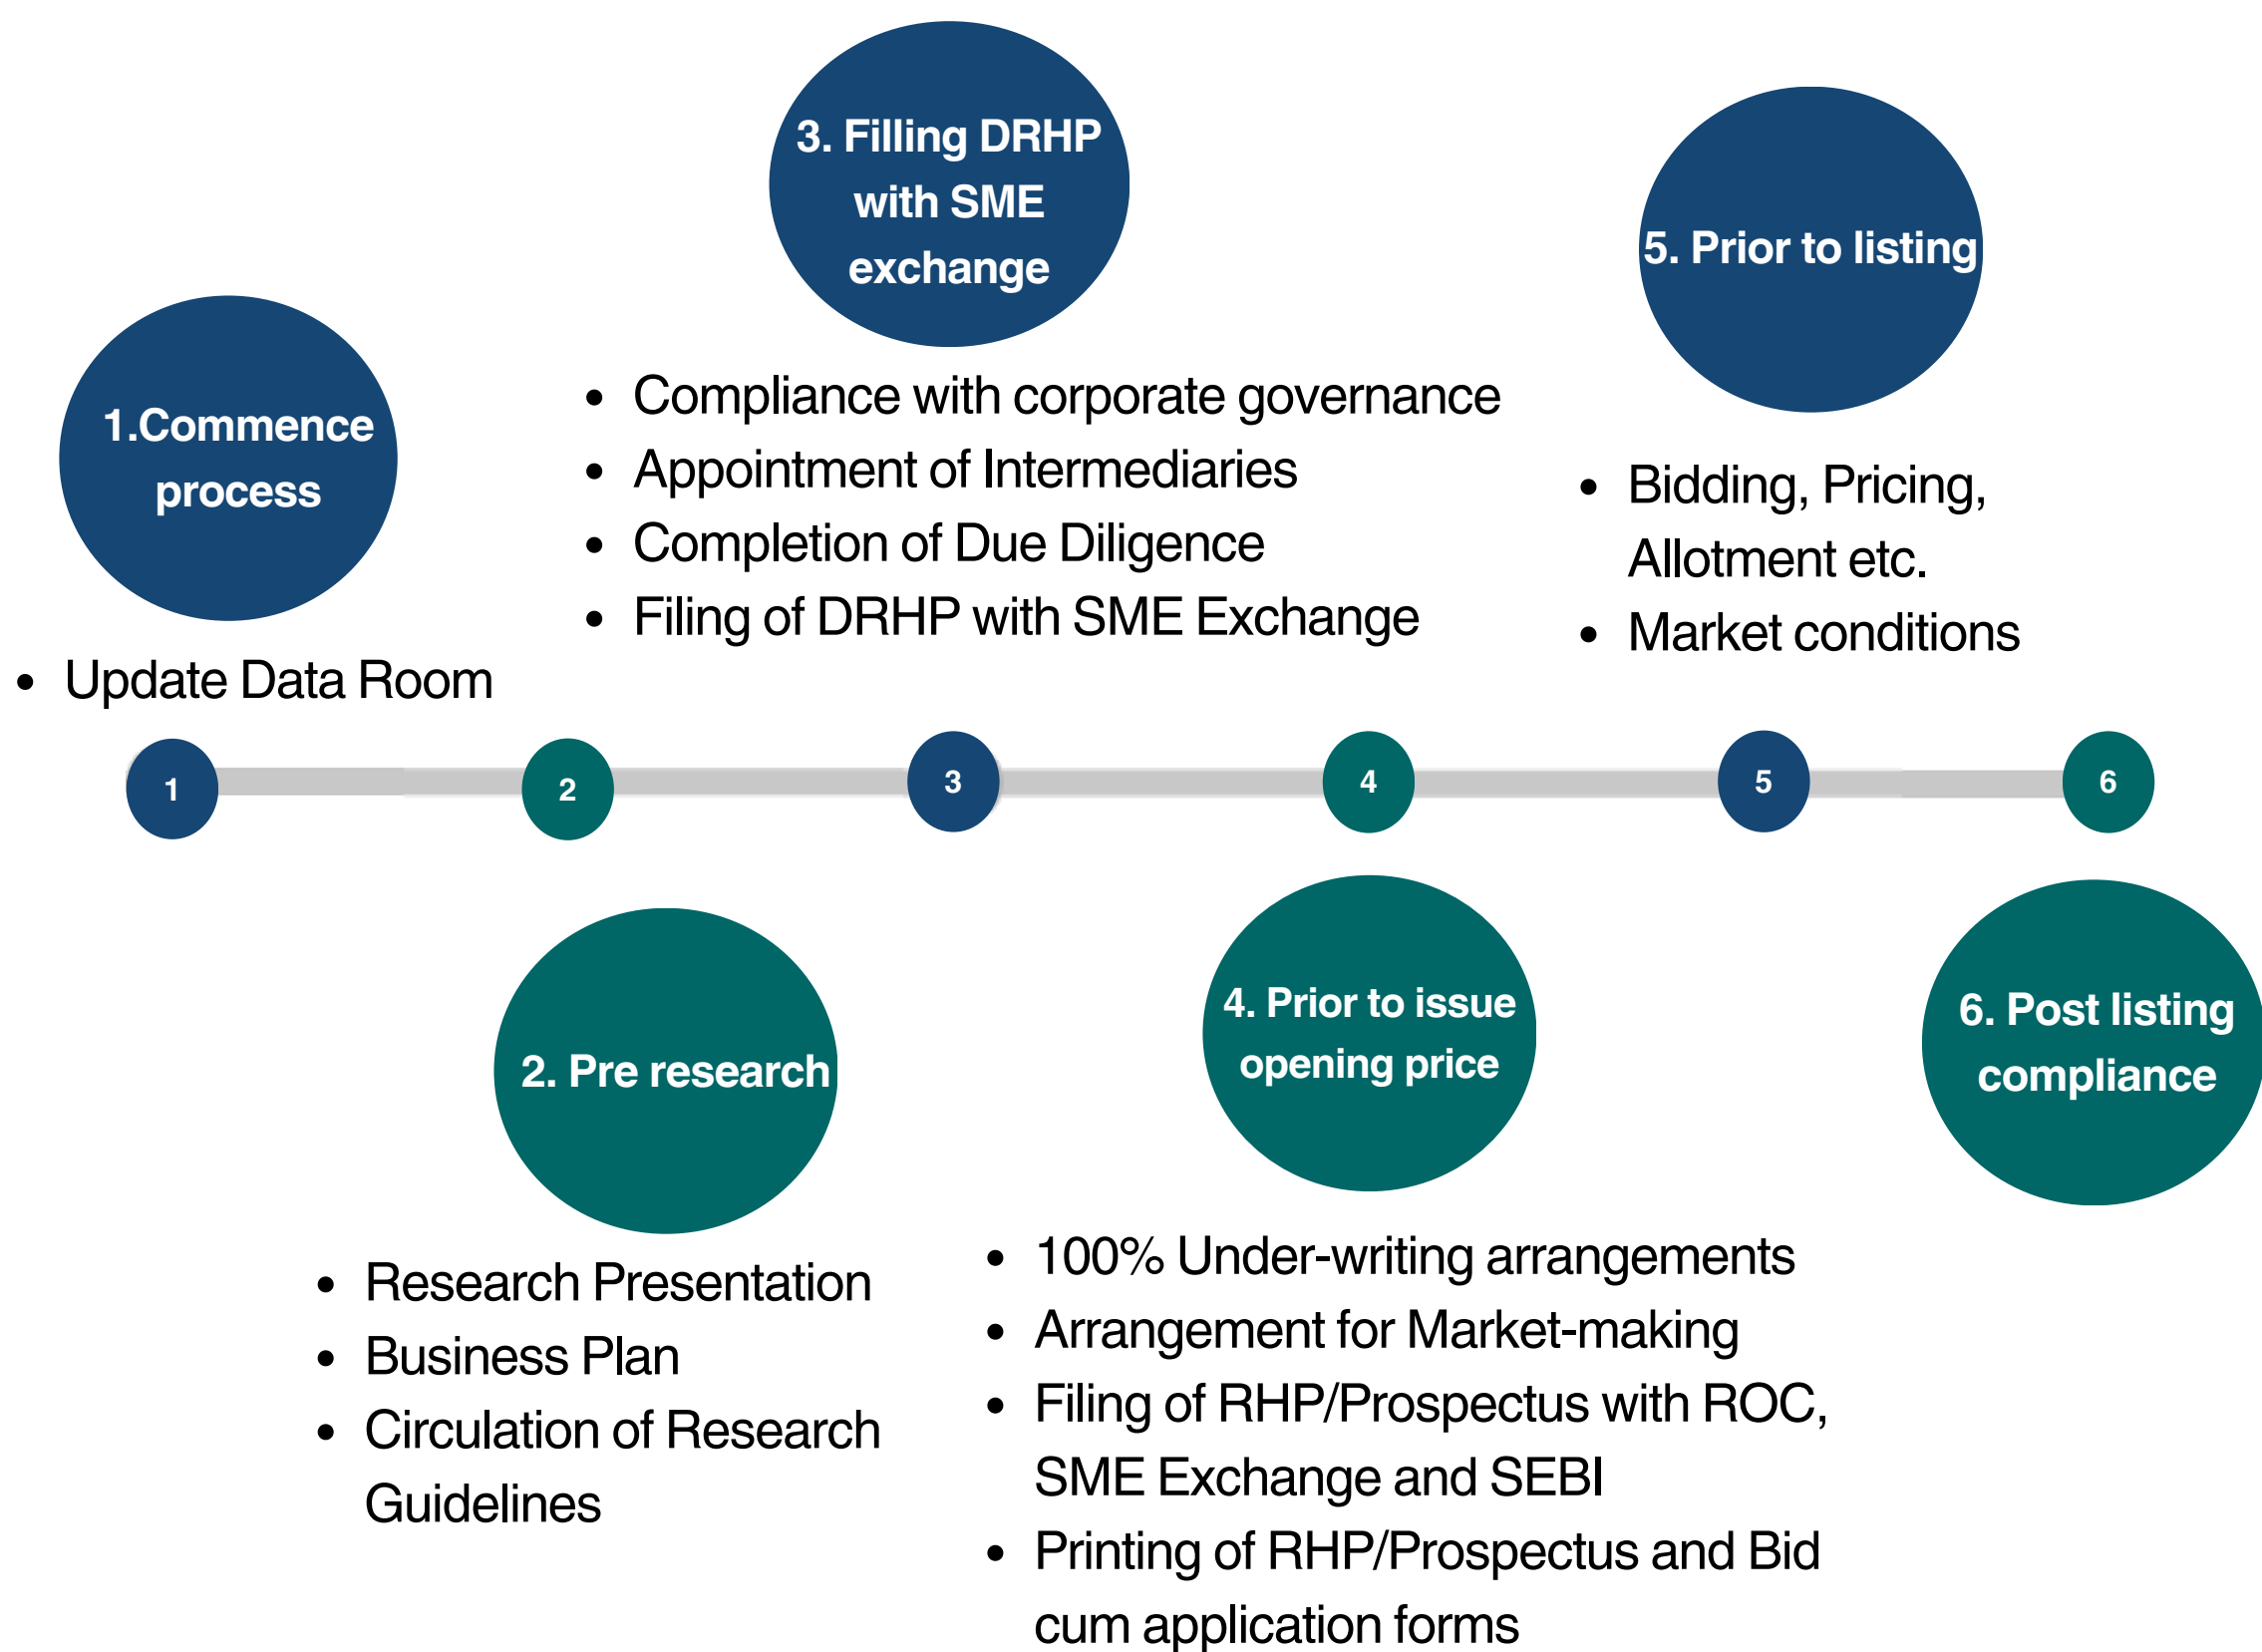 1.Commence
process
• Update Data Room
3. Filling DRHP
with SME
exchange
• Compliance with corporate governance
• Appointment of Intermediaries
• Completion of Due Diligence
• Filing of DRHP with SME Exchange
5. Prior to listing
• Bidding, Pricing,
Allotment etc.
• Market conditions
1
2
3
4
5
6
2. Pre research
• Research Presentation
• Business Plan
• Circulation of Research
Guidelines
4. Prior to issue
opening price
• 100% Under-writing arrangements
• Arrangement for Market-making
• Filing of RHP/Prospectus with ROC,
SME Exchange and SEBI
• Printing of RHP/Prospectus and Bid
cum application forms
6. Post listing
compliance